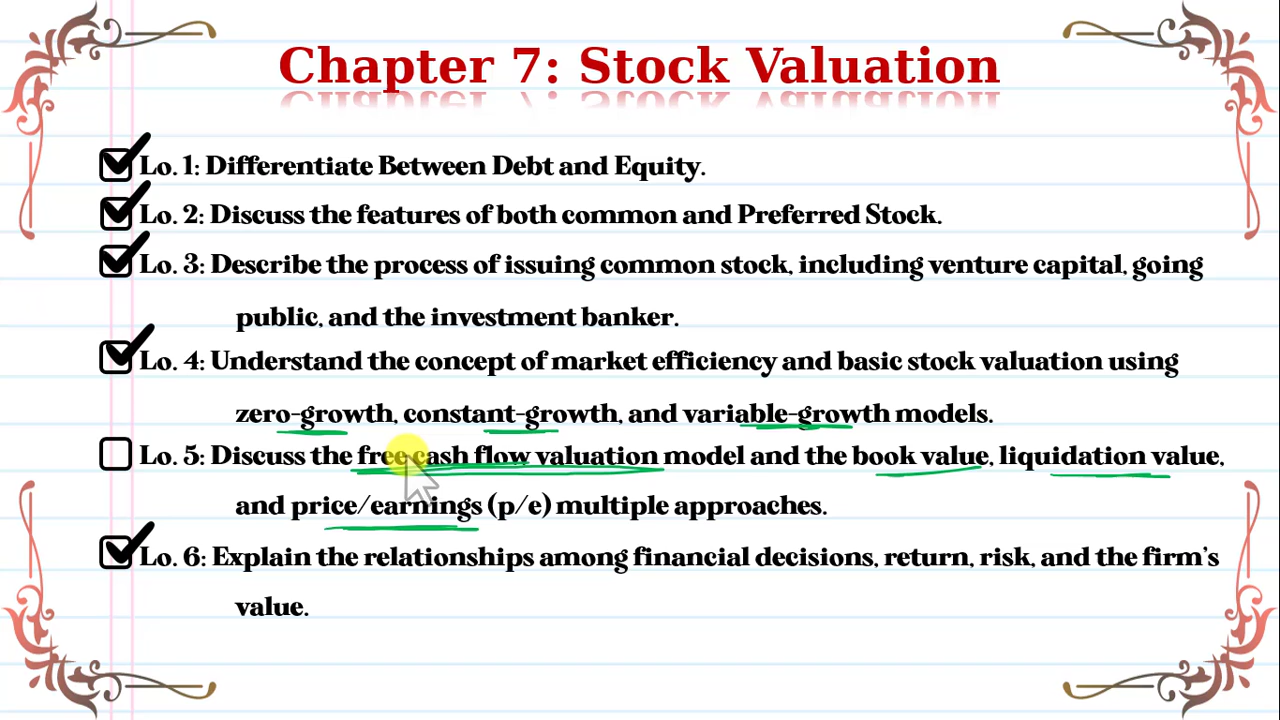 Chapter 7: Stock Valuation
Lo. 1: Differentiate Between Debt and Equity.
Lo. 2: Discuss the features of both common and Preferred Stock.
Lo. 3: Describe the process of issuing common stock, including venture capital, going
public, and the investment banker.
Lo. 4: Understand the concept of market efficiency and basic stock valuation using
zero-growth, constant-growth, and variable-growth models.
Lo. 5: Discuss the free cash flow valuation model and the book value, liquidation value,
and price/earnings (p/e) multiple approaches.
Lo. 6: Explain the relationships among financial decisions, return, risk, and the firm's
value.